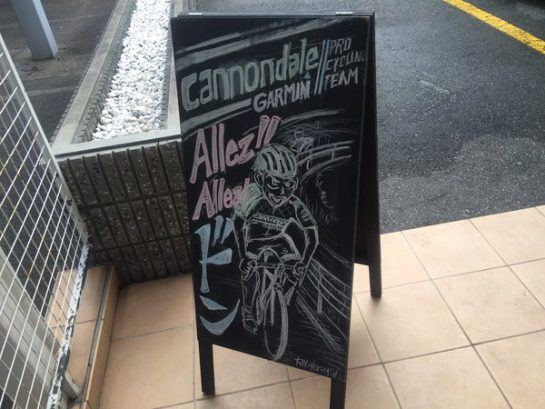 cannondale
GARMIN
PRO
CYCLING
TEAM
Allez!!
Allez!
ドン